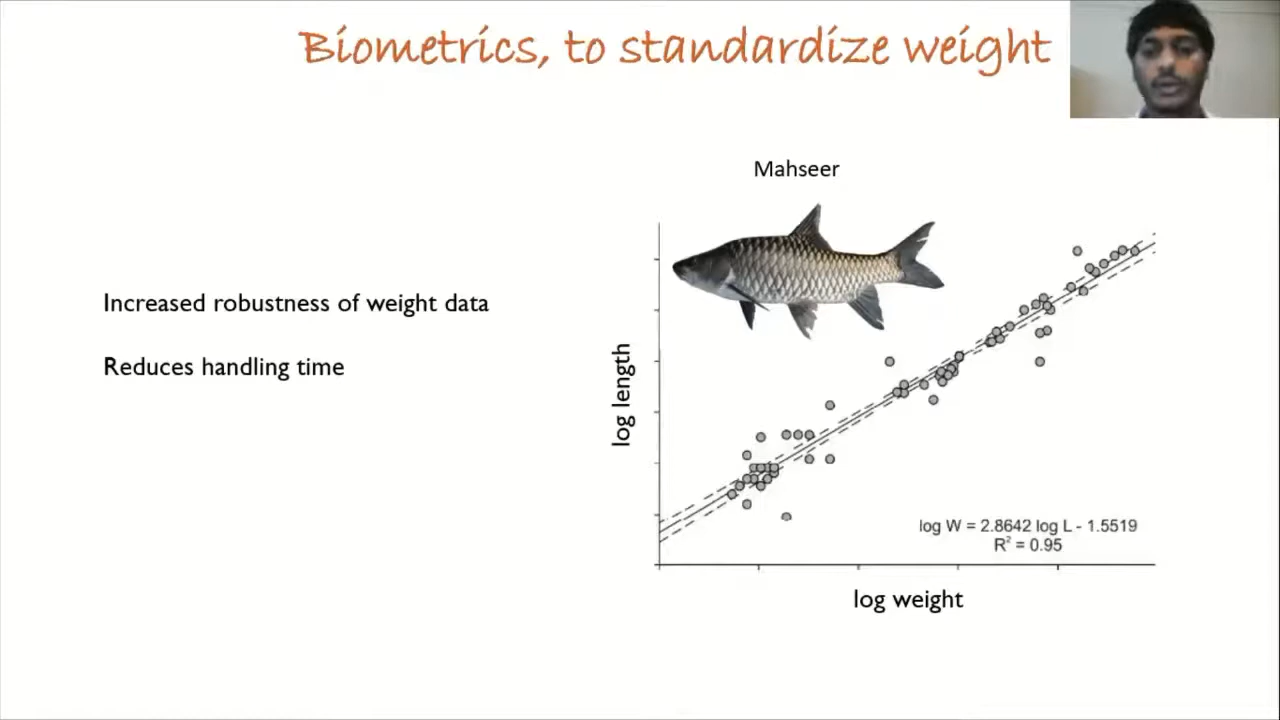 Biometrics, to standardize weight
Increased robustness of weight data
Reduces handling time
Mahseer
log length
log W = 2.8642 log L - 1.5519
R² = 0.95
log weight